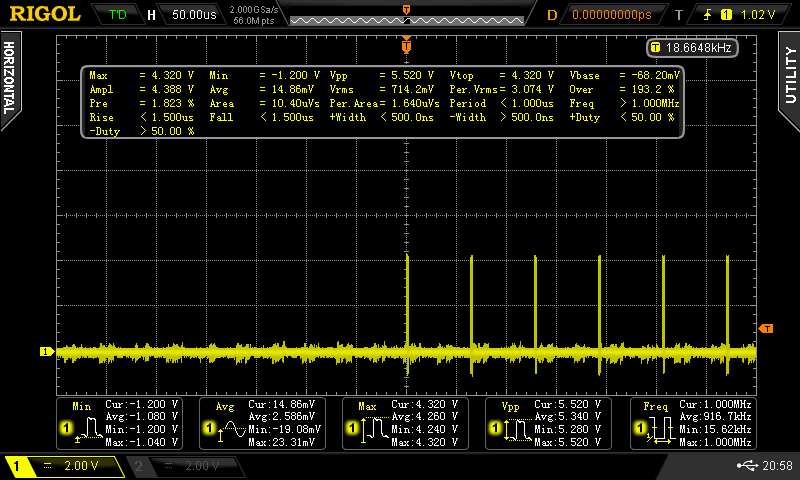 RIGOL T'D H 50.00us 2.000GSa/s 56.0M pts D 0.00000000ps T 1 1.02 V
HORIZONTAL
UTILITY
T 18.6648kHz
Max = 4.320 V Min = -1.200 V Vpp = 5.520 V Vtop = 4.320 V Vbase = -68.20mV
Ampl = 4.388 V Avg = 14.86mV Vrms = 714.2mV Per.Vrms= 3.074 V Over = 193.2 %
Pre = 1.823 % Area = 10.40uVs Per.Area= 1.640uVs Period < 1.000us Freq > 1.000MHz
Rise < 1.500us Fall < 1.500us +Width < 500.0ns -Width > 500.0ns +Duty < 50.00 %
-Duty > 50.00 %
T
T
1
Min Cur:-1.200 V
Avg:-1.080 V
1 Min:-1.200 V
Max:-1.040 V
Avg Cur:14.86mV
Avg:2.586mV
1 Min:-19.08mV
Max:23.31mV
Max Cur:4.320 V
Avg:4.260 V
1 Min:4.240 V
Max:4.320 V
Vpp Cur:5.520 V
Avg:5.340 V
1 Min:5.280 V
Max:5.520 V
Freq Cur:1.000MHz
Avg:916.7kHz
1 Min:15.62kHz
Max:1.000MHz
1 = 2.00 V 2 = 2.00 V 20:58